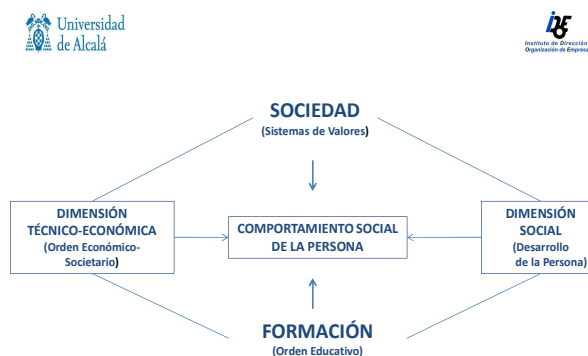 Universidad
de Alcalá
Instituto de Dirección
Organización de Empresa
SOCIEDAD
(Sistemas de Valores)
DIMENSIÓN
TÉCNICO-ECONÓMICA
(Orden Económico-
Societario)
COMPORTAMIENTO SOCIAL
DE LA PERSONA
DIMENSIÓN
SOCIAL
(Desarrollo
de la Persona)
FORMACIÓN
(Orden Educativo)